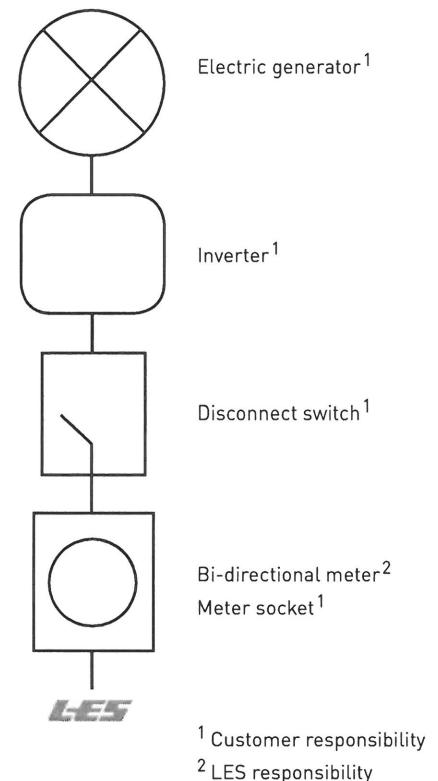 Electric generator¹
Inverter¹
Disconnect switch¹
Bi-directional meter²
Meter socket¹
LES
¹ Customer responsibility
² LES responsibility